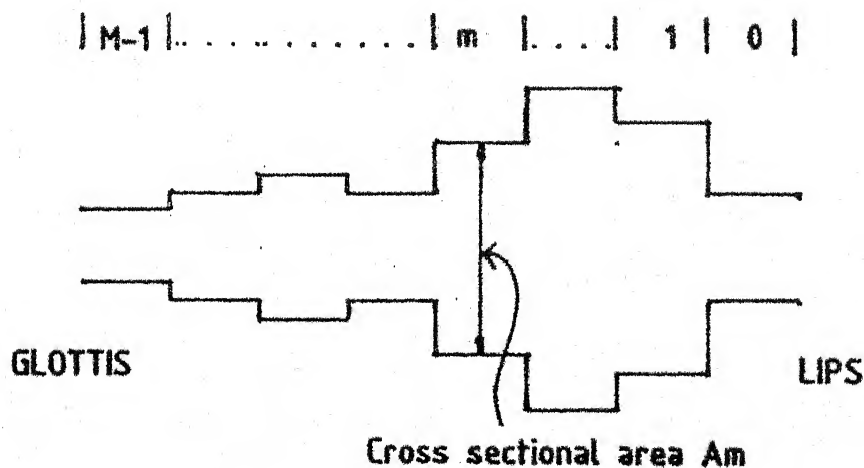 | M-1 |.. . . . .. . . . . . . | m | . . . . | 1 | 0 |
GLOTTIS
LIPS
Cross sectional area Am